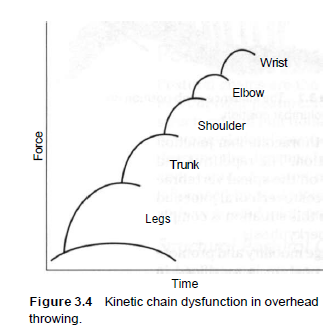 Wrist
Elbow
Shoulder
Trunk
Legs
Force
Time
Figure 3.4 Kinetic chain dysfunction in overhead
throwing.